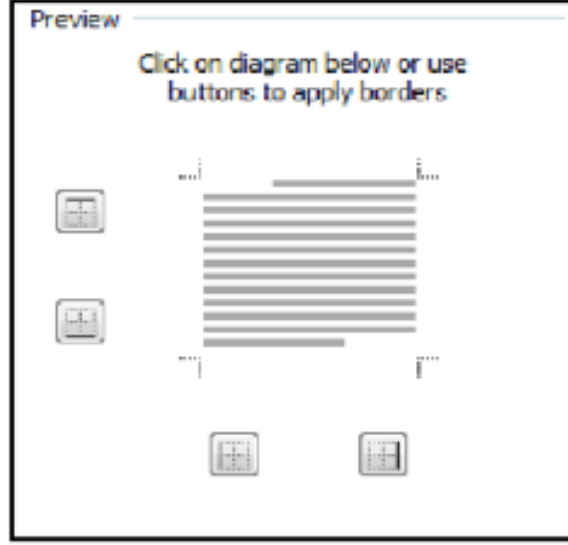 Preview
Click on diagram below or use
buttons to apply borders